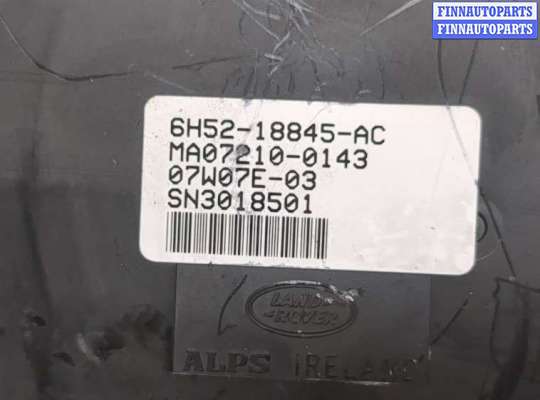 FINNAUTOPARTS
FINNAUTOPARTS
6H52-18845-AC
MA07210-0143
07W07E-03
SN3018501
LAND
-ROVER
ALPS IRELAND